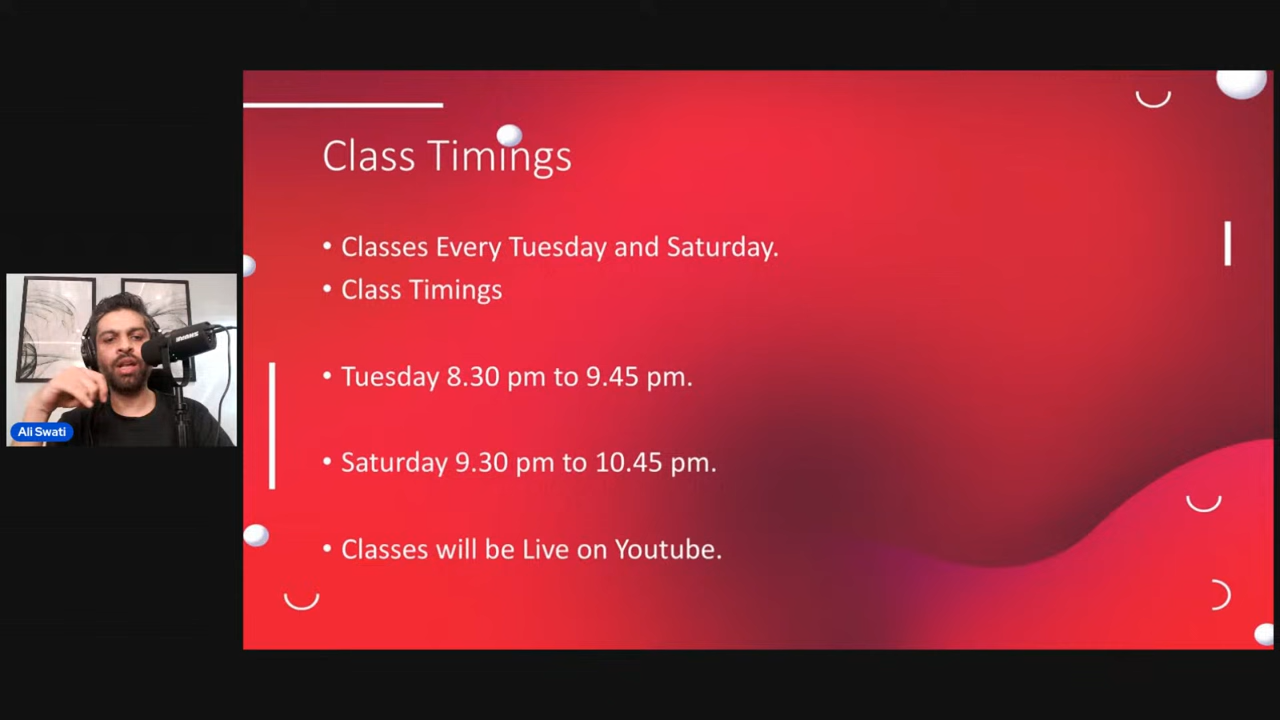 Class Timings
• Classes Every Tuesday and Saturday.
• Class Timings
• Tuesday 8.30 pm to 9.45 pm.
• Saturday 9.30 pm to 10.45 pm.
• Classes will be Live on Youtube.
Ali Swati